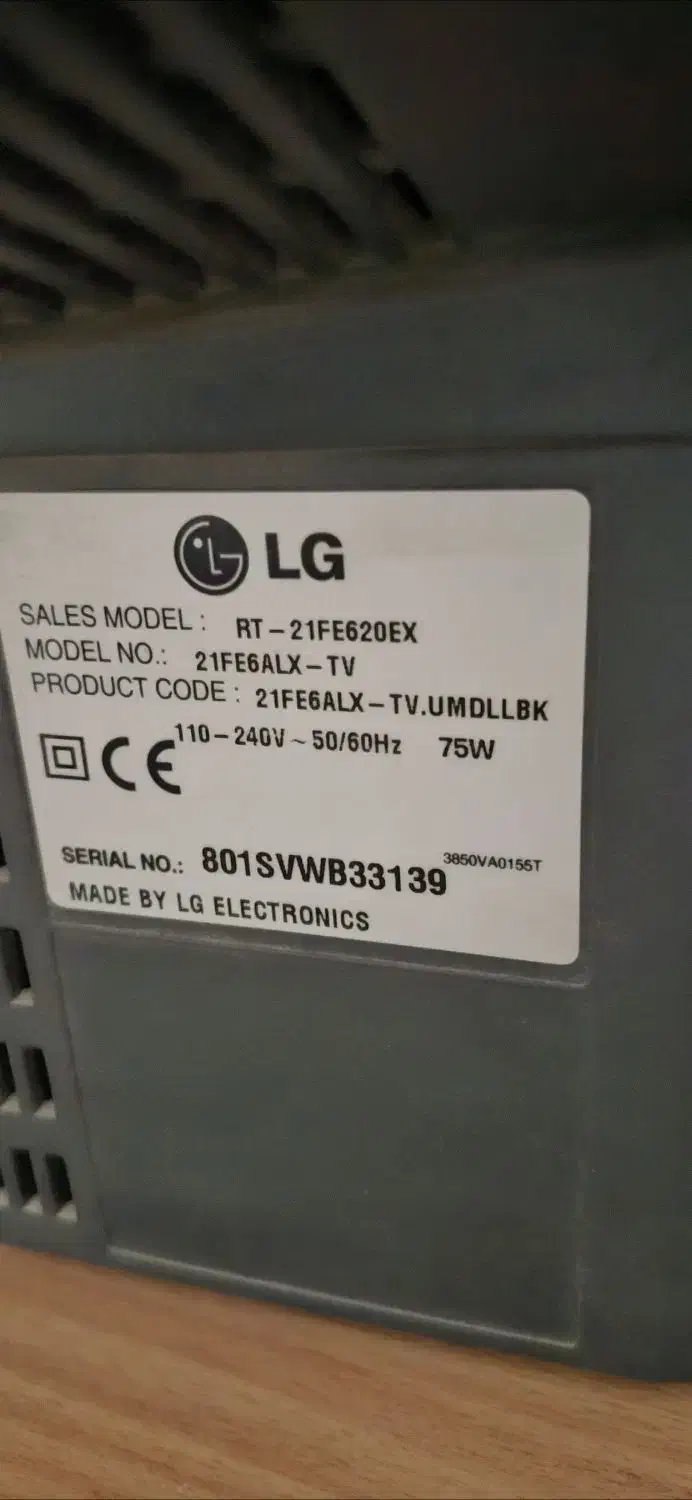 LG
SALES MODEL : RT-21FE620EX
MODEL NO.: 21FE6ALX-TV
PRODUCT CODE : 21FE6ALX-TV.UMDLLBK
CE 110-240V ~ 50/60Hz 75W
SERIAL NO.: 801SVWB33139 3850VA0155T
MADE BY LG ELECTRONICS